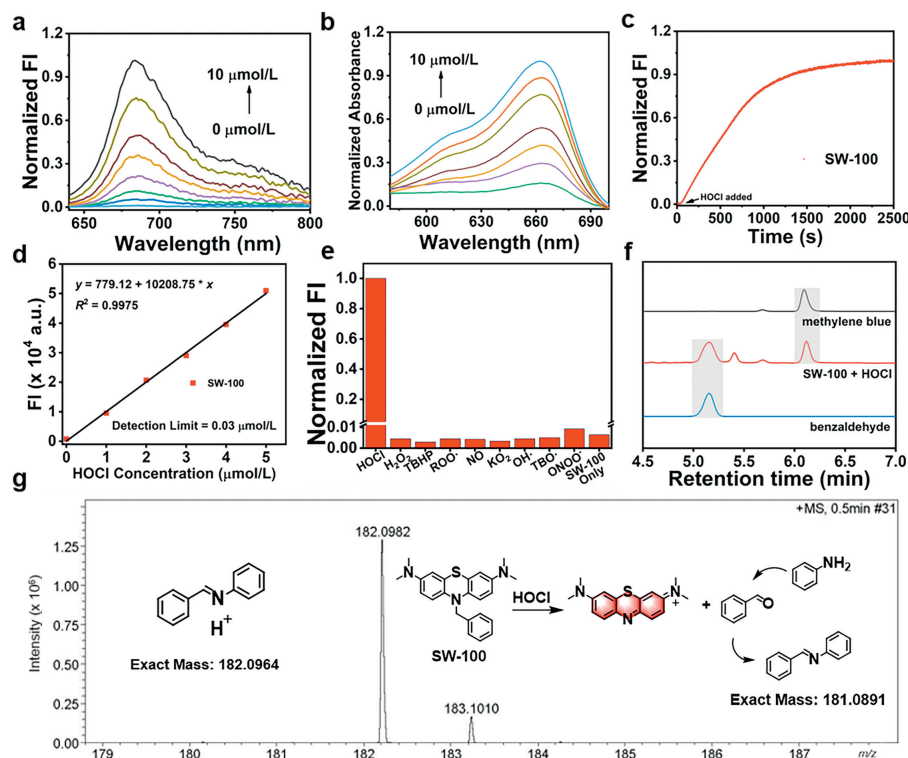 a
Normalized FI
1.2
0.9
0.6
0.3
0.0
10 μmol/L
0 μmol/L
650
700
750
800
Wavelength (nm)
b
Normalized Absorbance
1.2
0.9
0.6
0.3
0.0
10 μmol/L
0 μmol/L
600
630
660
690
Wavelength (nm)
c
Normalized FI
1.2
0.9
0.6
0.3
0.0
HOCl added
SW-100
0
500
1000
1500
2000
2500
Time (s)
d
FI (x 10⁴ a.u.)
6
5
4
3
2
1
0
y = 779.12 + 10208.75 * x
R² = 0.9975
SW-100
Detection Limit = 0.03 μmol/L
0
1
2
3
4
5
HOCl Concentration (μmol/L)
e
Normalized FI
1.0
0.8
0.6
0.4
0.2
0.01
0.00
HOCl
H₂O₂
TBHP
ROO·
NO
KO₂
OH·
TBO·
ONOO⁻
SW-100
Only
f
methylene blue
SW-100 + HOCl
benzaldehyde
4.5
5.0
5.5
6.0
6.5
7.0
Retention time (min)
g
+MS, 0.5min #31
Intensity (x 10⁶)
1.25
1.00
0.75
0.50
0.25
0.00
182.0982
183.1010
N
H⁺
Exact Mass: 182.0964
N
S
N
N
SW-100
HOCl
N
S
N
+
N
+
O
NH₂
N
Exact Mass: 181.0891
179
180
181
182
183
184
185
186
187
m/z